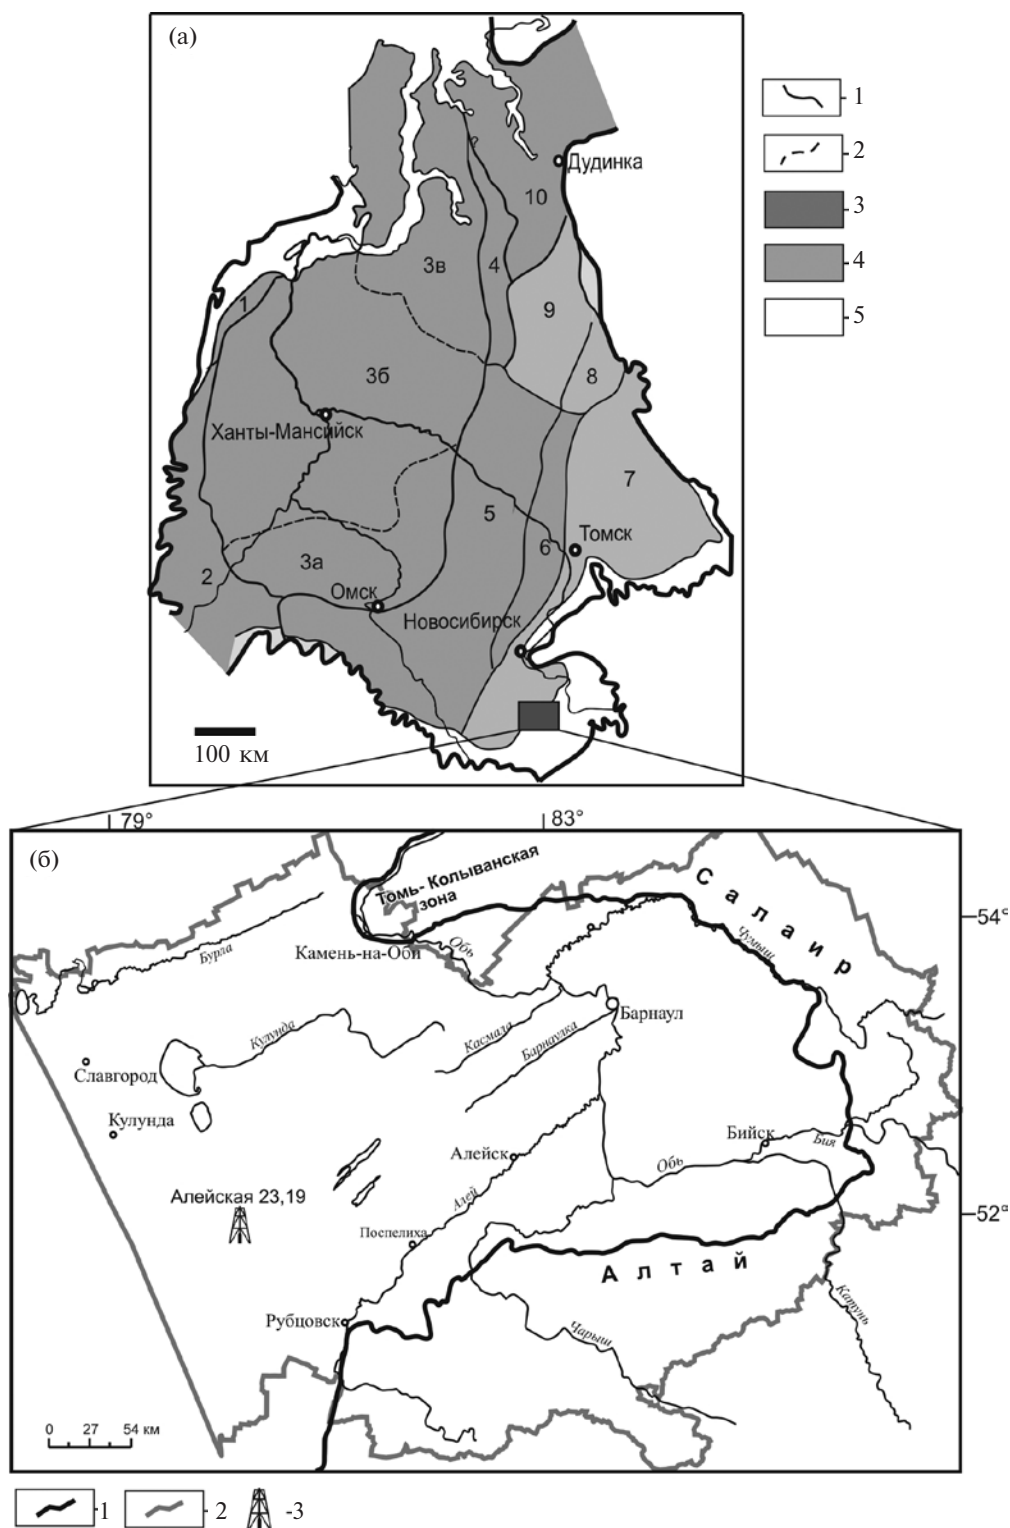 (а)
1
2
3
4
5
Дудинка
10
3в
4
1
9
3б
8
Ханты-Мансийск
7
5
Томск
6
3а
2
Омск
Новосибирск
100 км
79°
83°
(б)
Томь-Колыванская
зона
Салаир
54°
Бурла
Камень-на-Оби
Обь
Чумыш
Кулунда
Касмала
Барнаулка
Барнаул
Славгород
Кулунда
Бийск
Бия
Алейск
Обь
Алейская 23,19
Алей
52°
Поспелиха
Алтай
Рубцовск
Чарыш
Катунь
0 27 54 км
1
2
-3